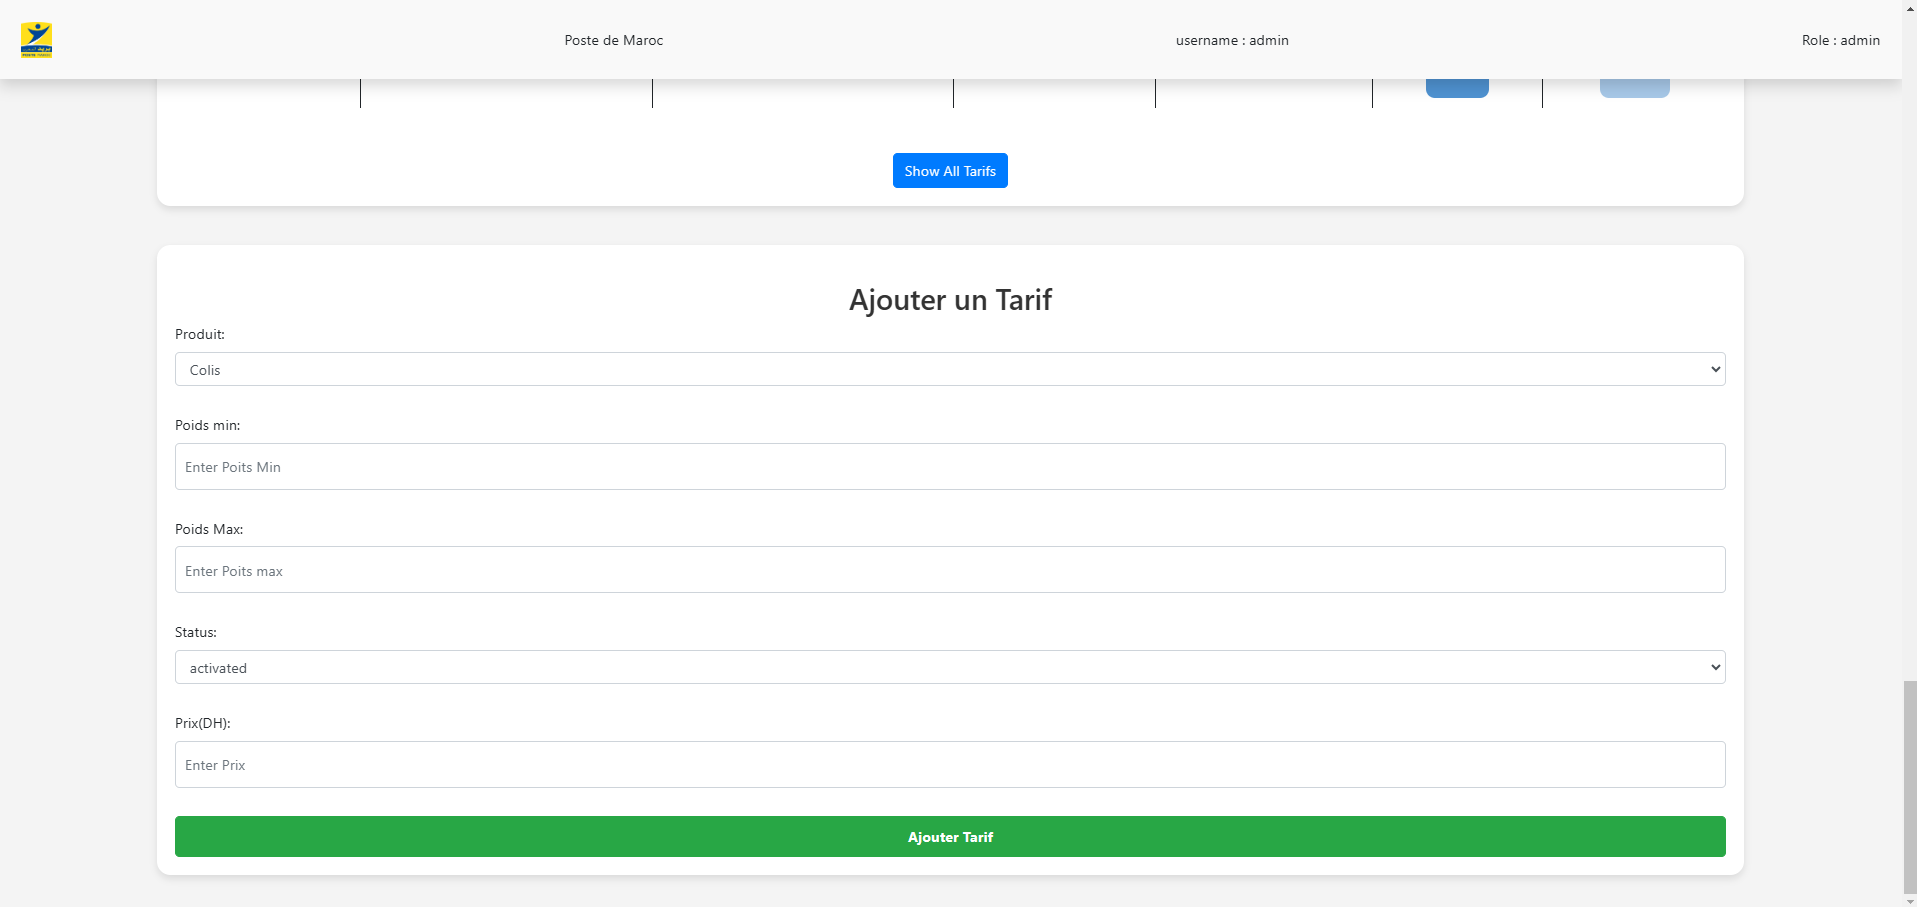 Poste de Maroc
username : admin
Role : admin
Show All Tarifs
Ajouter un Tarif
Produit:
Colis
Poids min:
Enter Poits Min
Poids Max:
Enter Poits max
Status:
activated
Prix(DH):
Enter Prix
Ajouter Tarif